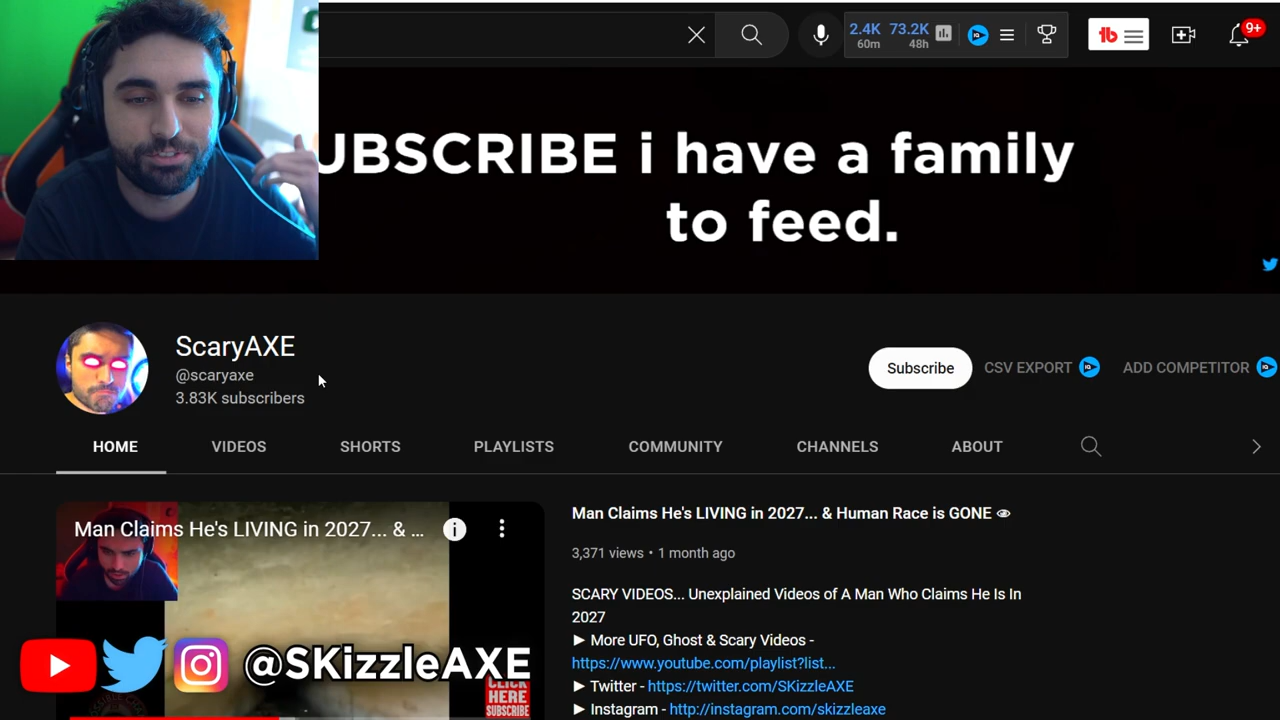 2.4K 73.2K
60m 48h
9+
UBSCRIBE i have a family
to feed.
ScaryAXE
@scaryaxe
3.83K subscribers
Subscribe
CSV EXPORT
ADD COMPETITOR
HOME VIDEOS SHORTS PLAYLISTS COMMUNITY CHANNELS ABOUT
Man Claims He's LIVING in 2027... & ...
Man Claims He's LIVING in 2027... & Human Race is GONE
3,371 views • 1 month ago
SCARY VIDEOS... Unexplained Videos of A Man Who Claims He Is In
2027
► More UFO, Ghost & Scary Videos -
https://www.youtube.com/playlist?list...
► Twitter - https://twitter.com/SKizzleAXE
► Instagram - http://instagram.com/skizzleaxe
@SKizzleAXE
CLICK
HERE
SUBSCRIBE